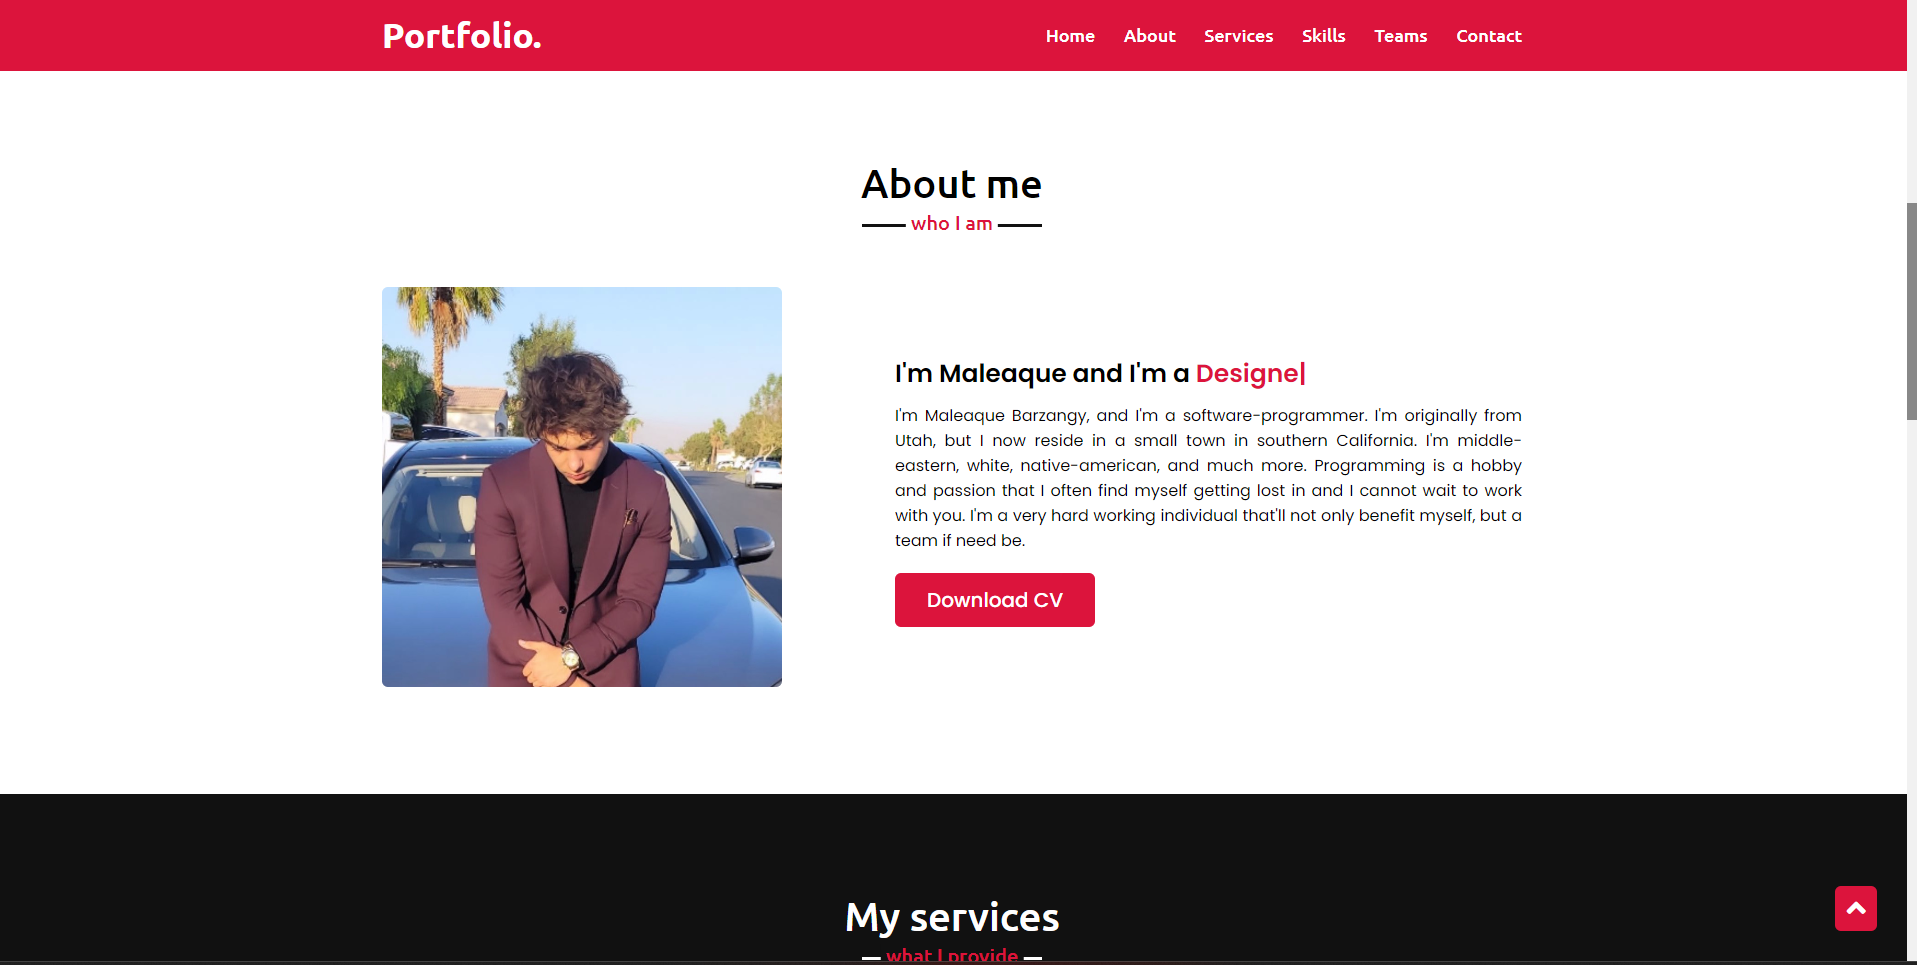 Portfolio.
Home About Services Skills Teams Contact
About me
who I am
I'm Maleaque and I'm a Designe|
I'm Maleaque Barzangy, and I'm a software-programmer. I'm originally from
Utah, but I now reside in a small town in southern California. I'm middle-
eastern, white, native-american, and much more. Programming is a hobby
and passion that I often find myself getting lost in and I cannot wait to work
with you. I'm a very hard working individual that'll not only benefit myself, but a
team if need be.
Download CV
My services
what I provide